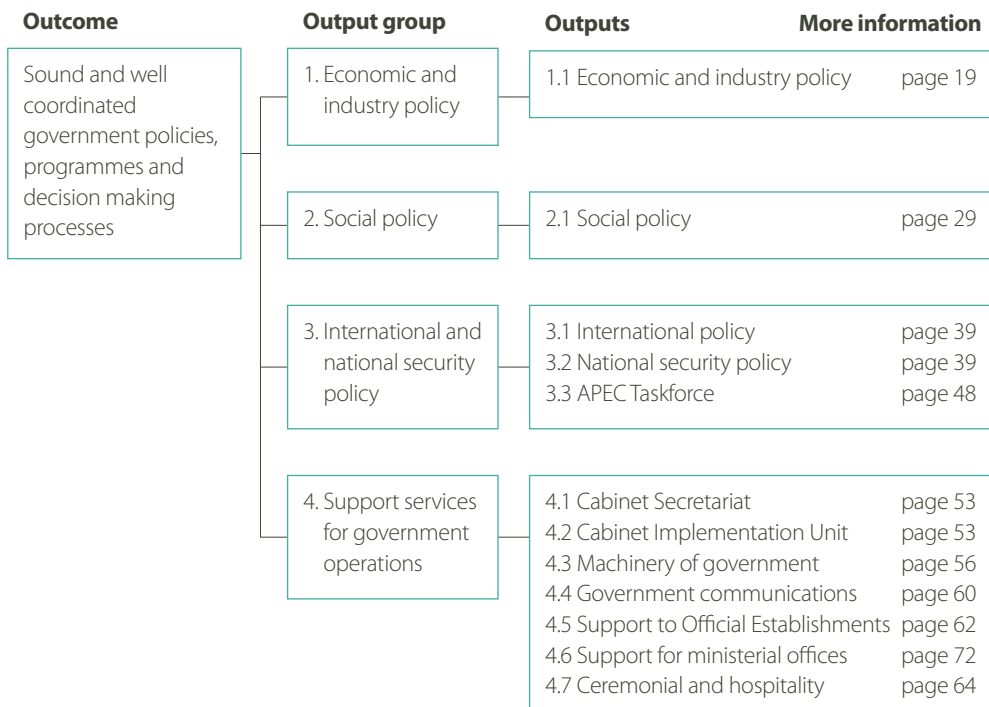 Outcome
Output group
Outputs
More information
Sound and well
coordinated
government policies,
programmes and
decision making
processes
1. Economic and
industry policy
1.1 Economic and industry policy page 19
2. Social policy
2.1 Social policy page 29
3. International and
national security
policy
3.1 International policy page 39
3.2 National security policy page 39
3.3 APEC Taskforce page 48
4. Support services
for government
operations
4.1 Cabinet Secretariat page 53
4.2 Cabinet Implementation Unit page 53
4.3 Machinery of government page 56
4.4 Government communications page 60
4.5 Support to Official Establishments page 62
4.6 Support for ministerial offices page 72
4.7 Ceremonial and hospitality page 64